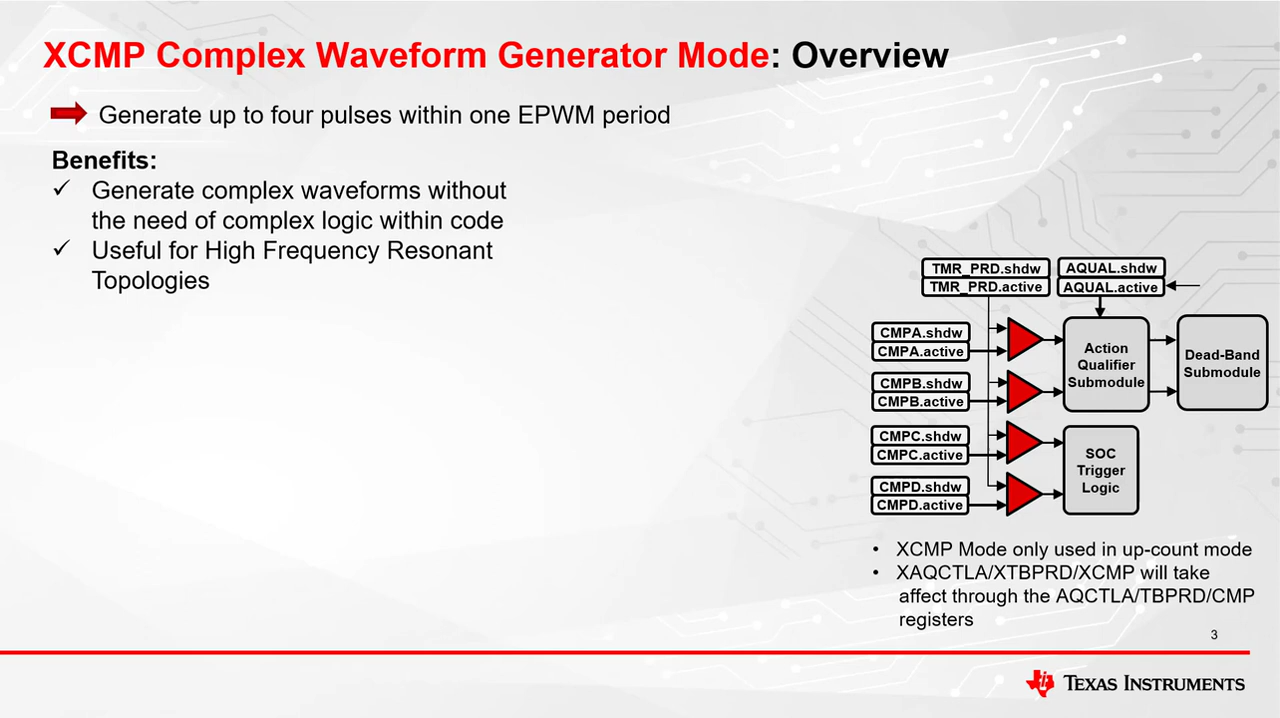 XCMP Complex Waveform Generator Mode: Overview
Generate up to four pulses within one EPWM period
Benefits:
✓ Generate complex waveforms without
the need of complex logic within code
✓ Useful for High Frequency Resonant
Topologies
TMR_PRD.shdw
TMR_PRD.active
AQUAL.shdw
AQUAL.active
CMPA.shdw
CMPA.active
CMPB.shdw
CMPB.active
CMPC.shdw
CMPC.active
CMPD.shdw
CMPD.active
Action
Qualifier
Submodule
Dead-Band
Submodule
SOC
Trigger
Logic
• XCMP Mode only used in up-count mode
• XAQCTLA/XTBPRD/XCMP will take
affect through the AQCTLA/TBPRD/CMP
registers
3
TEXAS INSTRUMENTS